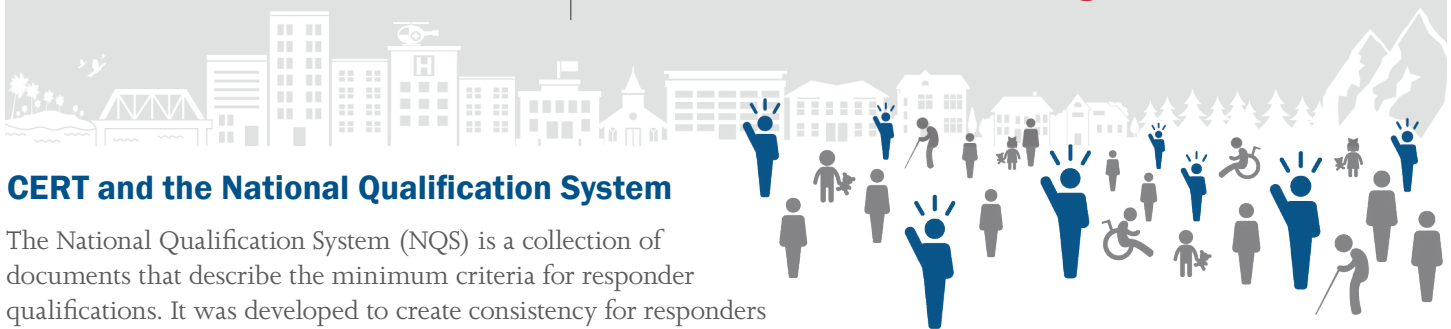 H
CERT and the National Qualification System
The National Qualification System (NQS) is a collection of
documents that describe the minimum criteria for responder
qualifications. It was developed to create consistency for responders